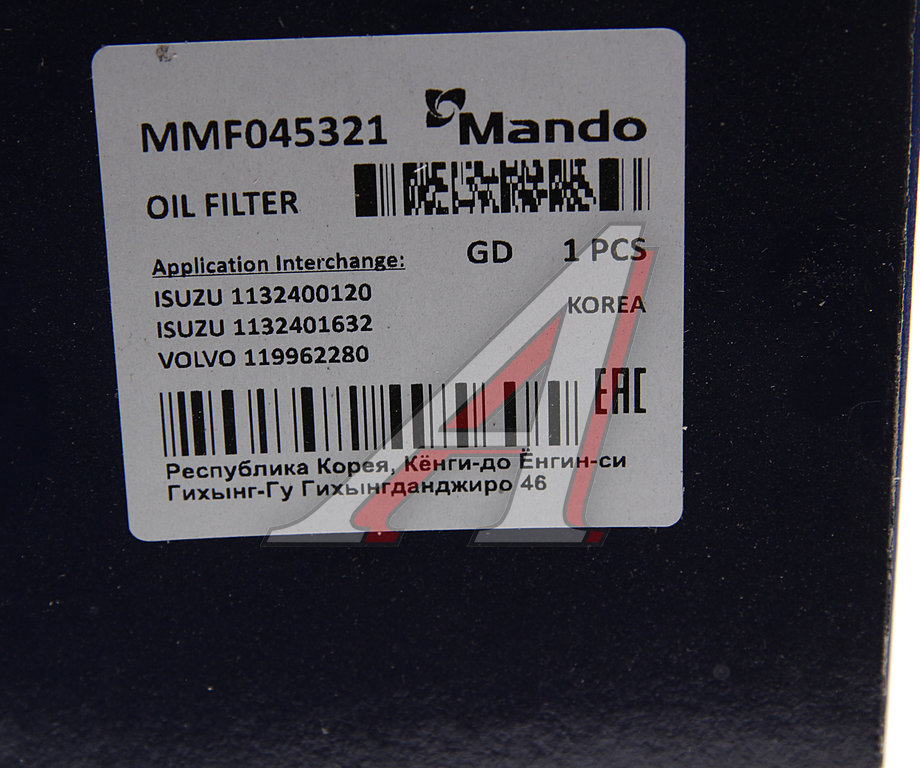 MMF045321
Mando
OIL FILTER
GD 1 PCS
Application Interchange:
ISUZU 1132400120
KOREA
ISUZU 1132401632
VOLVO 119962280
EAC
Республика Корея, Кёнги-до Ёнгин-си
Гихынг-Гу Гихынгданджиро 46